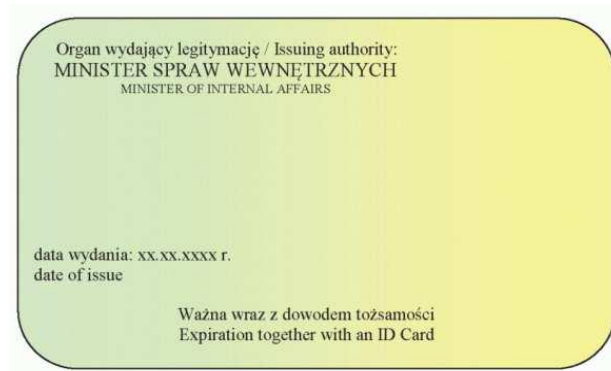 Organ wydający legitymację / Issuing authority:
MINISTER SPRAW WEWNĘTRZNYCH
MINISTER OF INTERNAL AFFAIRS
data wydania: xx.xx.xxxx r.
date of issue
Ważna wraz z dowodem tożsamości
Expiration together with an ID Card